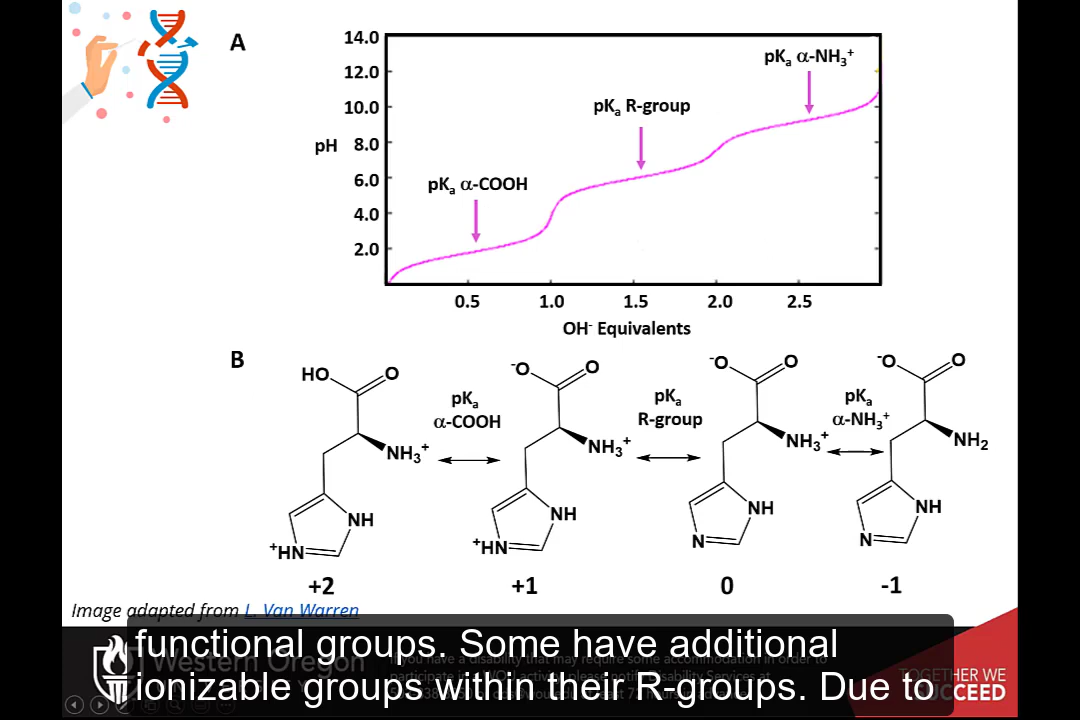 A
14.0
12.0
10.0
8.0
6.0
4.0
2.0
pH
pKa α-COOH
pKa R-group
pKa α-NH3+
0.5 1.0 1.5 2.0 2.5
OH- Equivalents
B
HO O NH3+ NH +HN
pKa
α-COOH
-O O NH3+ NH +HN
pKa
R-group
-O O NH3+ NH N
pKa
α-NH3+
-O O NH2 NH N
+2 +1 0 -1
Image adapted from L. Van Warren
functional groups. Some have additional
ionizable groups within their R-groups. Due to
Western Oregon
If you have a disability that may require some accommodation in order to
TOGETHER WE
SUCCEED